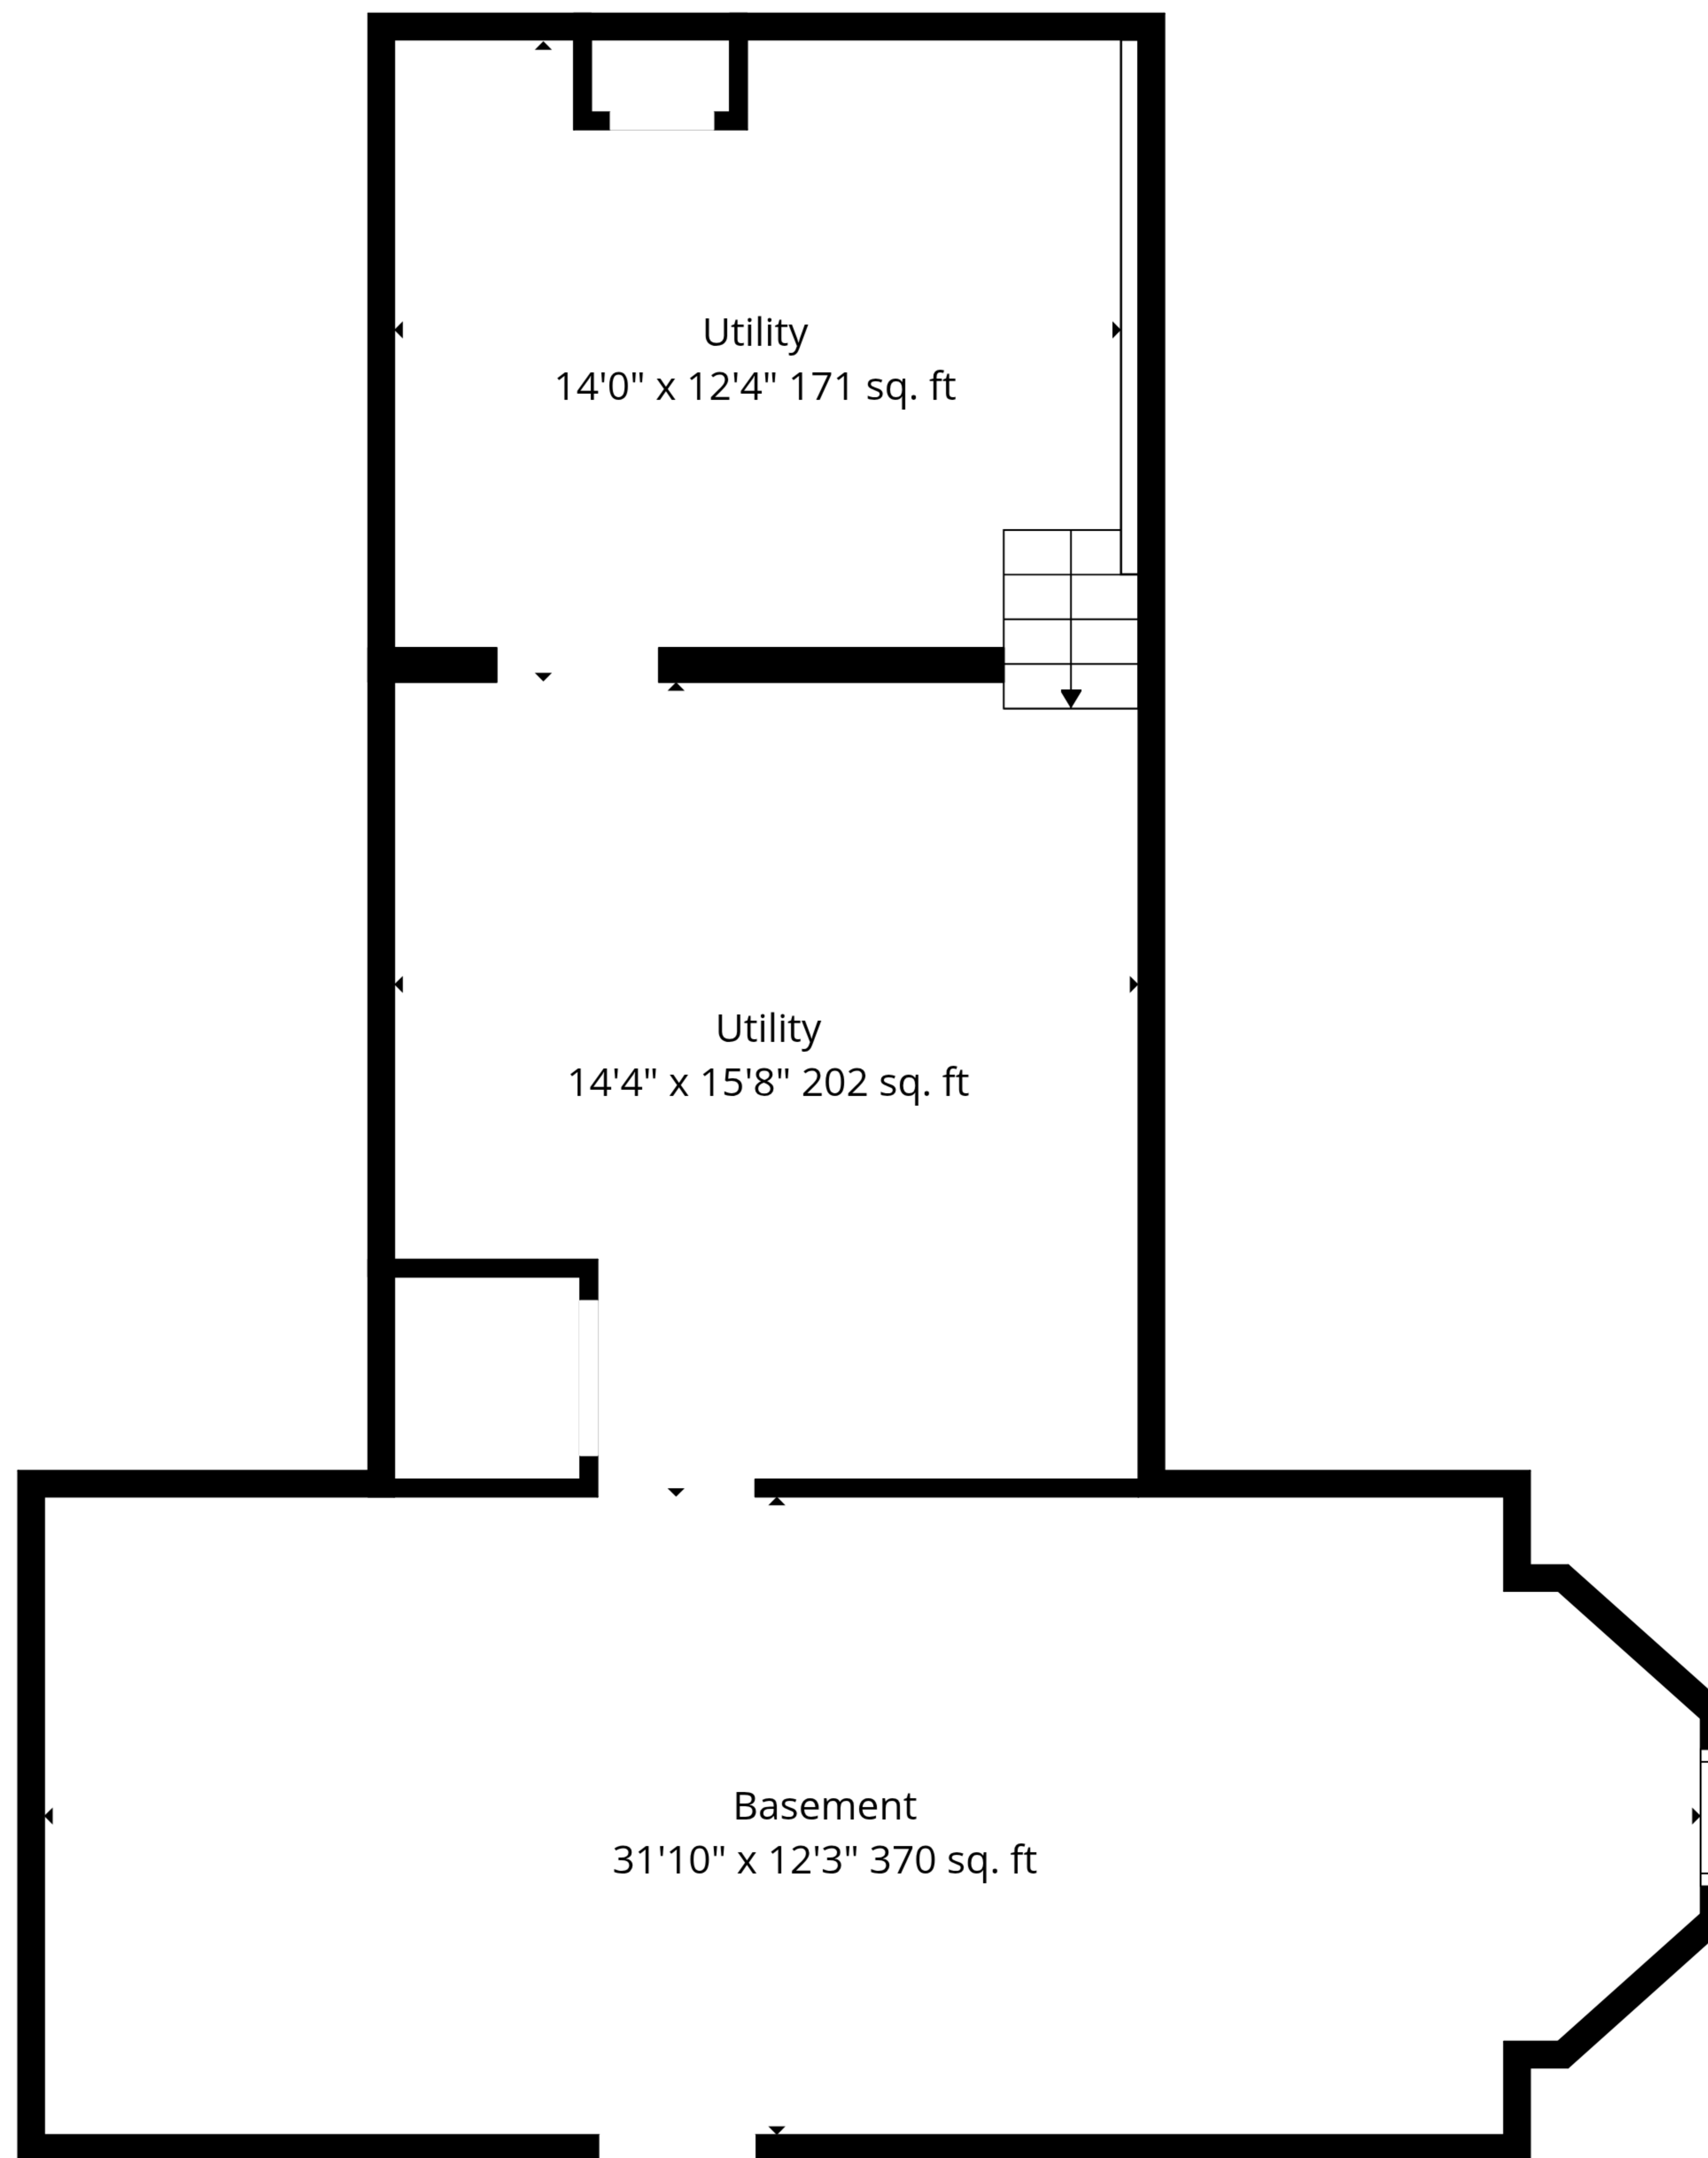 Utility
14'0" x 12'4" 171 sq. ft
Utility
14'4" x 15'8" 202 sq. ft
Basement
31'10" x 12'3" 370 sq. ft